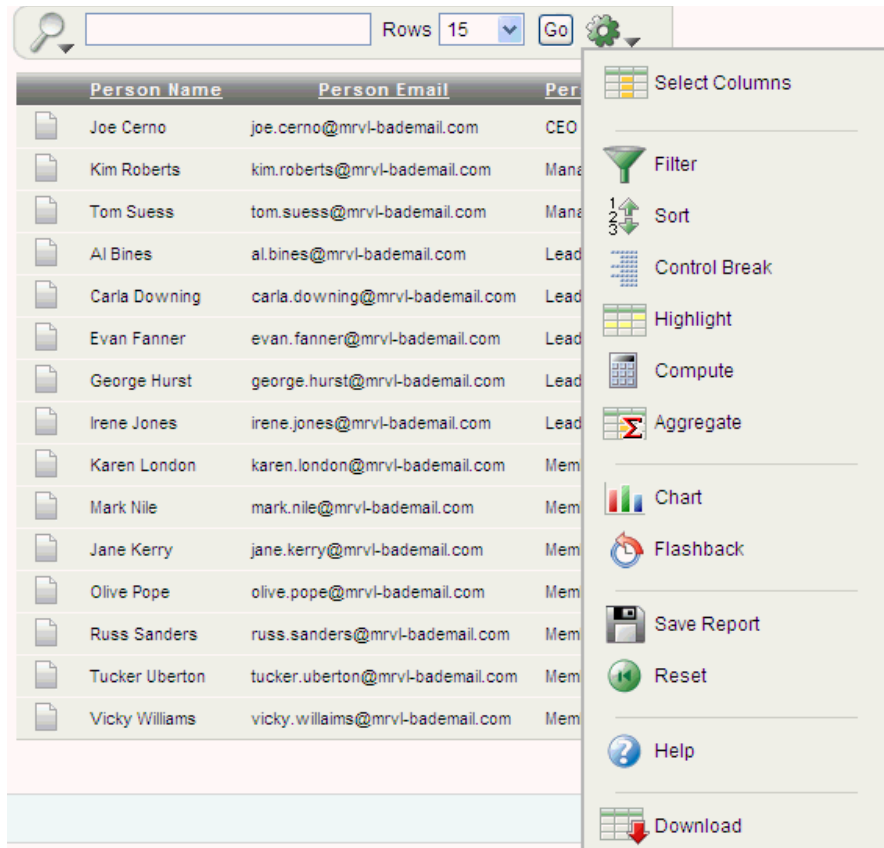 Rows 15 Go
Person Name Person Email Per
Joe Cerno joe.cerno@mrvl-bademail.com CEO
Kim Roberts kim.roberts@mrvl-bademail.com Mana
Tom Suess tom.suess@mrvl-bademail.com Mana
Al Bines al.bines@mrvl-bademail.com Lead
Carla Downing carla.downing@mrvl-bademail.com Lead
Evan Fanner evan.fanner@mrvl-bademail.com Lead
George Hurst george.hurst@mrvl-bademail.com Lead
Irene Jones irene.jones@mrvl-bademail.com Lead
Karen London karen.london@mrvl-bademail.com Mem
Mark Nile mark.nile@mrvl-bademail.com Mem
Jane Kerry jane.kerry@mrvl-bademail.com Mem
Olive Pope olive.pope@mrvl-bademail.com Mem
Russ Sanders russ.sanders@mrvl-bademail.com Mem
Tucker Uberton tucker.uberton@mrvl-bademail.com Mem
Vicky Williams vicky.willaims@mrvl-bademail.com Mem
Select Columns
Filter
1
2
3
Sort
Control Break
Highlight
Compute
Σ
Aggregate
Chart
Flashback
Save Report
Reset
?
Help
Download